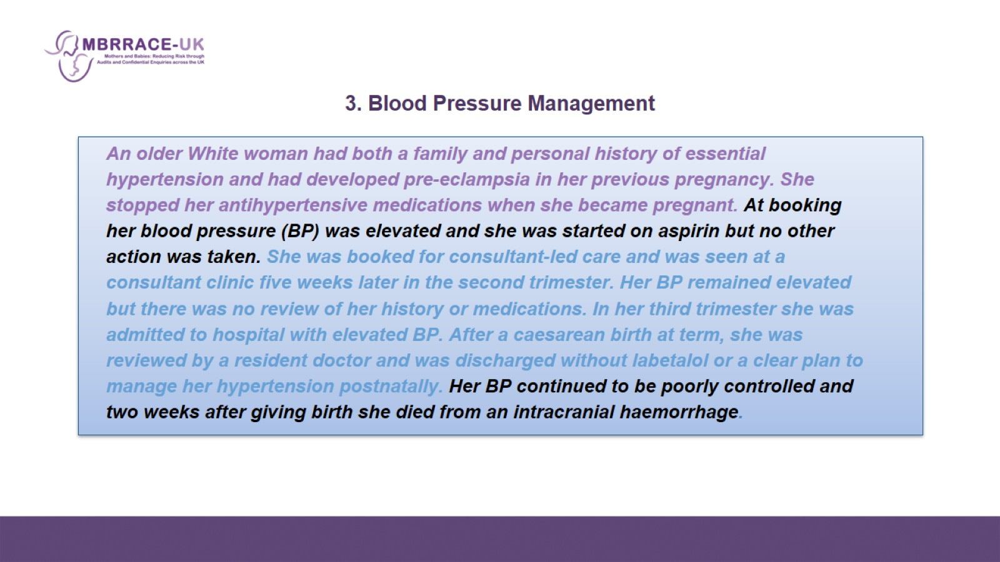 MBRRACE-UK
Mothers and Babies: Reducing Risk through
Audits and Confidential Enquiries across the UK
3. Blood Pressure Management
An older White woman had both a family and personal history of essential
hypertension and had developed pre-eclampsia in her previous pregnancy. She
stopped her antihypertensive medications when she became pregnant. At booking
her blood pressure (BP) was elevated and she was started on aspirin but no other
action was taken. She was booked for consultant-led care and was seen at a
consultant clinic five weeks later in the second trimester. Her BP remained elevated
but there was no review of her history or medications. In her third trimester she was
admitted to hospital with elevated BP. After a caesarean birth at term, she was
reviewed by a resident doctor and was discharged without labetalol or a clear plan to
manage her hypertension postnatally. Her BP continued to be poorly controlled and
two weeks after giving birth she died from an intracranial haemorrhage.